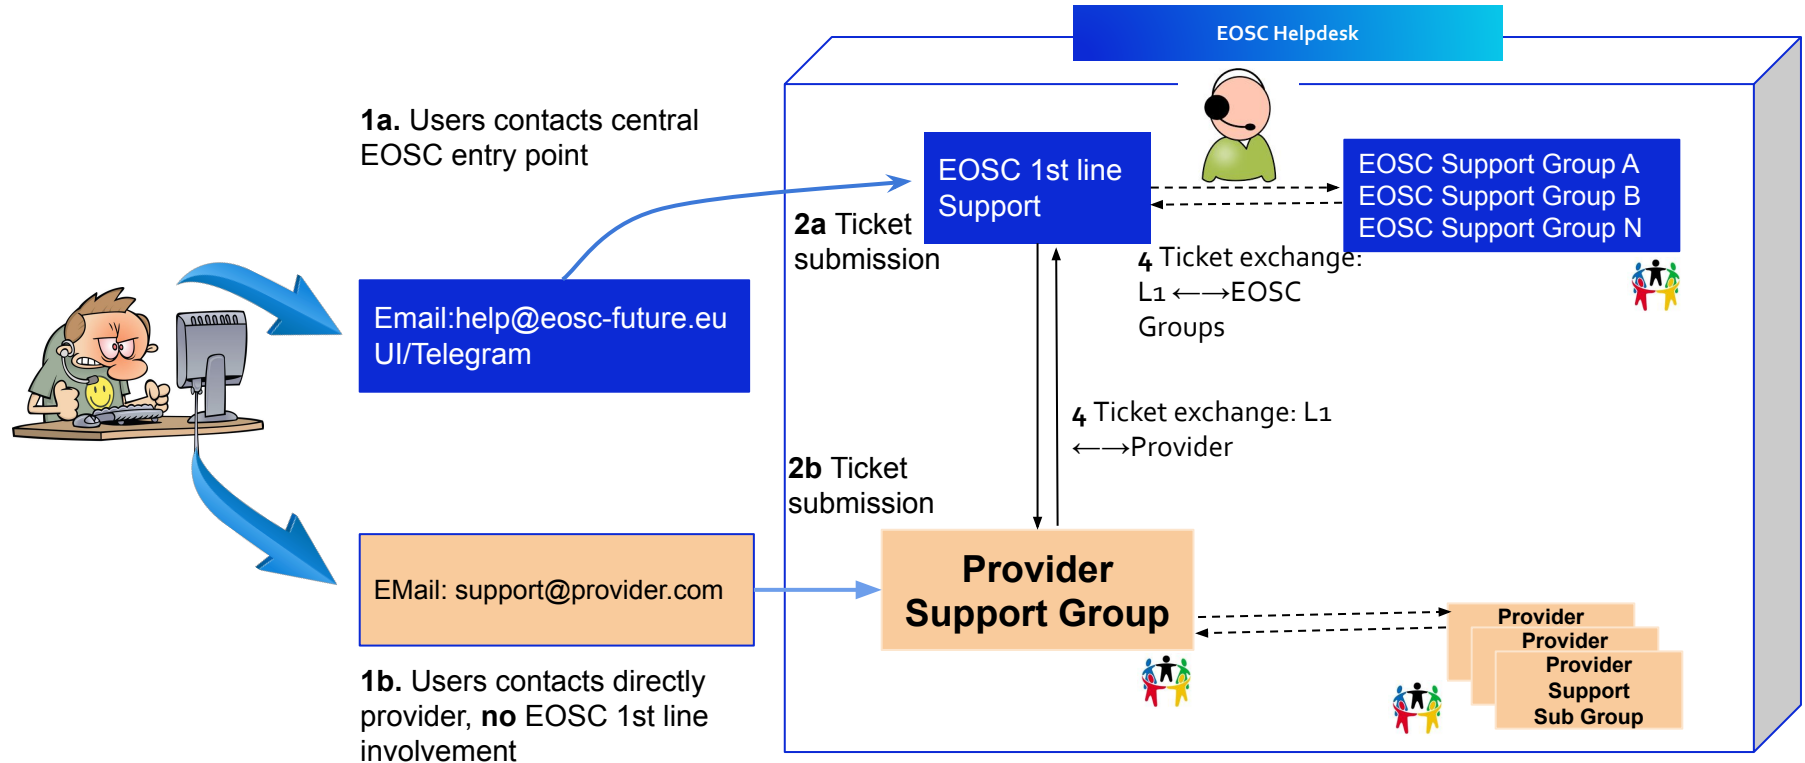 EOSC Helpdesk
1a. Users contacts central
EOSC entry point
EOSC 1st line
Support
EOSC Support Group A
EOSC Support Group B
EOSC Support Group N
2a Ticket
submission
4 Ticket exchange:
L1 ←→EOSC
Groups
Email:help@eosc-future.eu
UI/Telegram
4 Ticket exchange: L1
←→Provider
2b Ticket
submission
EMail: support@provider.com
Provider
Support Group
Provider
Provider
Provider
Support
Sub Group
1b. Users contacts directly
provider, no EOSC 1st line
involvement